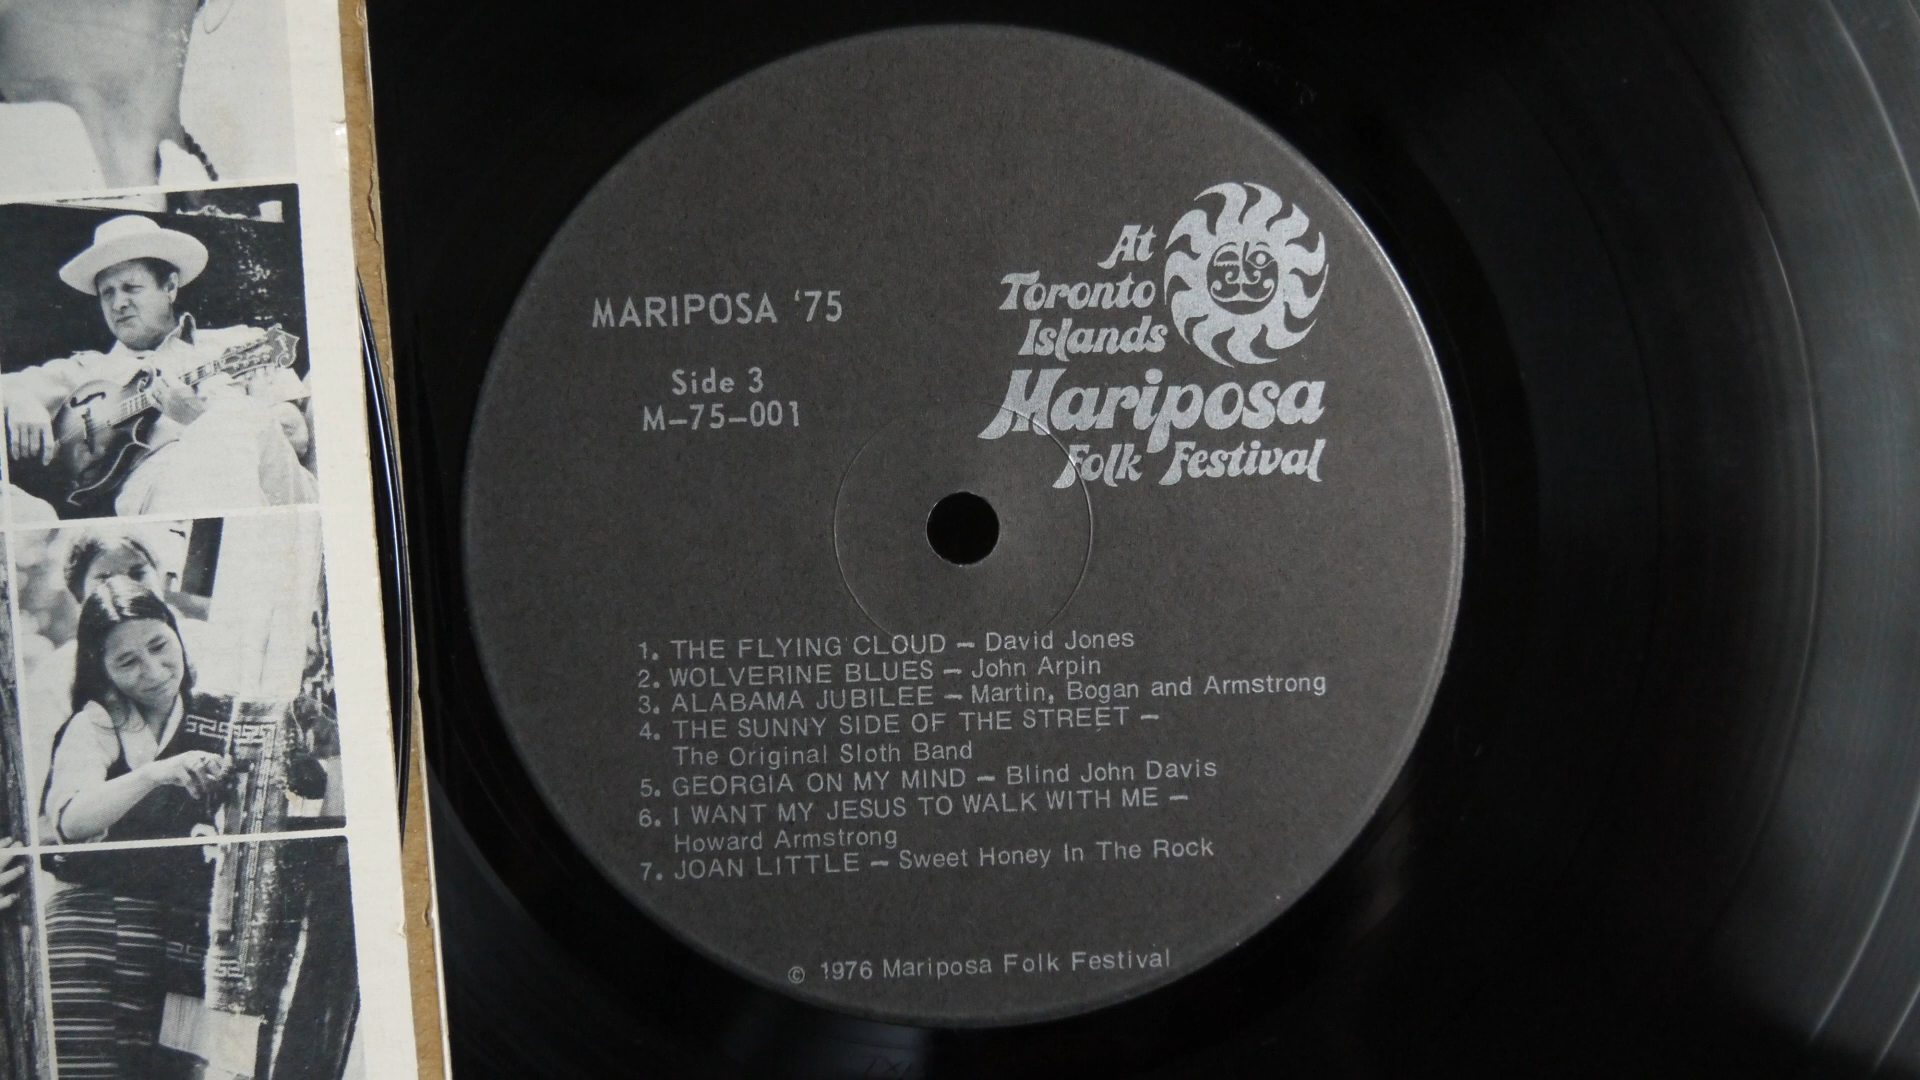 MARIPOSA '75
Side 3
M–75–001
At
Toronto
Islands
Mariposa
Folk Festival
1. THE FLYING CLOUD – David Jones
2. WOLVERINE BLUES – John Arpin
3. ALABAMA JUBILEE – Martin, Bogan and Armstrong
4. THE SUNNY SIDE OF THE STREET –
The Original Sloth Band
5. GEORGIA ON MY MIND – Blind John Davis
6. I WANT MY JESUS TO WALK WITH ME –
Howard Armstrong
7. JOAN LITTLE – Sweet Honey In The Rock
© 1976 Mariposa Folk Festival